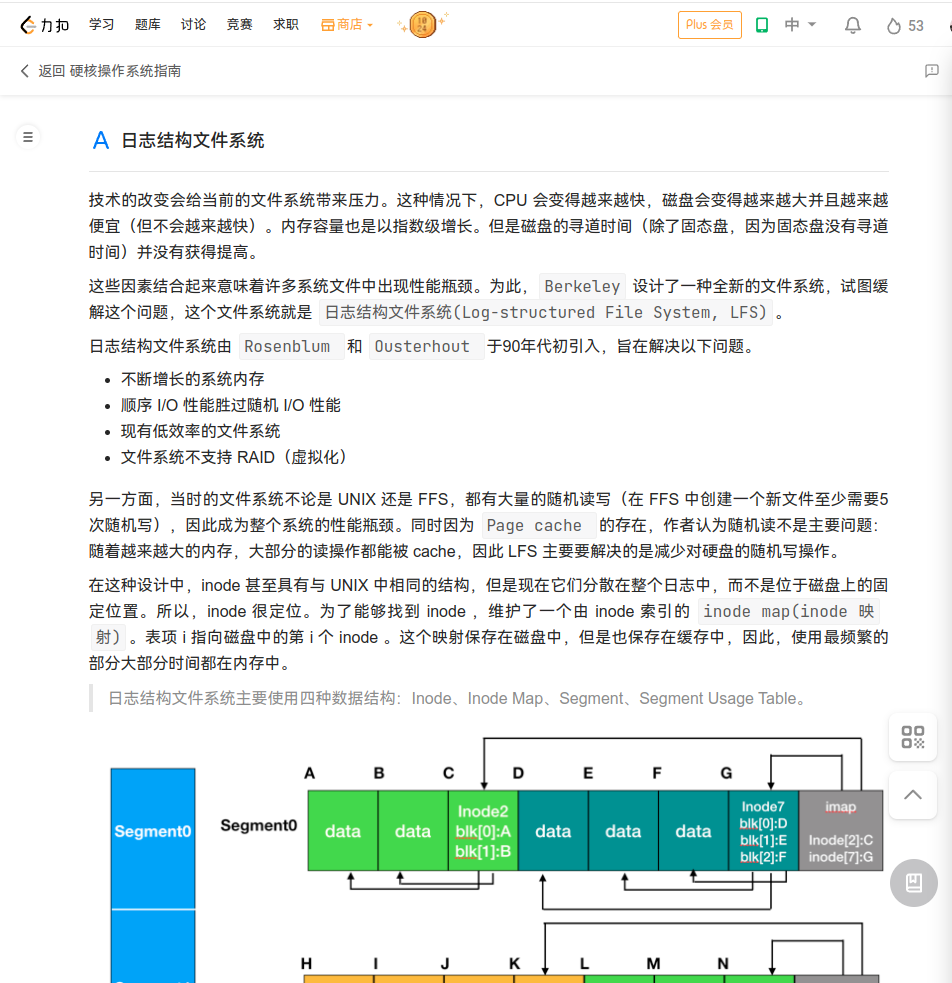 力扣 学习 题库 讨论 竞赛 求职 商店 10 24 Plus 会员 中 53
返回 硬核操作系统指南
A 日志结构文件系统
技术的改变会给当前的文件系统带来压力。这种情况下，CPU 会变得越来越快，磁盘会变得越来越大并且越来越
便宜（但不会越来越快）。内存容量也是以指数级增长。但是磁盘的寻道时间（除了固态盘，因为固态盘没有寻道
时间）并没有获得提高。
这些因素结合起来意味着许多系统文件中出现性能瓶颈。为此， Berkeley 设计了一种全新的文件系统，试图缓
解这个问题，这个文件系统就是 日志结构文件系统(Log-structured File System, LFS) 。
日志结构文件系统由 Rosenblum 和 Ousterhout 于90年代初引入，旨在解决以下问题。
• 不断增长的系统内存
• 顺序 I/O 性能胜过随机 I/O 性能
• 现有低效率的文件系统
• 文件系统不支持 RAID（虚拟化）
另一方面，当时的文件系统不论是 UNIX 还是 FFS，都有大量的随机读写（在 FFS 中创建一个新文件至少需要5
次随机写），因此成为整个系统的性能瓶颈。同时因为 Page cache 的存在，作者认为随机读不是主要问题：
随着越来越大的内存，大部分的读操作都能被 cache，因此 LFS 主要要解决的是减少对硬盘的随机写操作。
在这种设计中，inode 甚至具有与 UNIX 中相同的结构，但是现在它们分散在整个日志中，而不是位于磁盘上的固
定位置。所以，inode 很定位。为了能够找到 inode ，维护了一个由 inode 索引的 inode map(inode 映
射) 。表项 i 指向磁盘中的第 i 个 inode 。这个映射保存在磁盘中，但是也保存在缓存中，因此，使用最频繁的
部分大部分时间都在内存中。
日志结构文件系统主要使用四种数据结构：Inode、Inode Map、Segment、Segment Usage Table。
A B C D E F G
Segment0 Segment0 data data Inode2 data data data Inode7 imap
blk[0]:A blk[0]:D
blk[1]:B blk[1]:E Inode[2]:C
blk[2]:F inode[7]:G
H I J K L M N